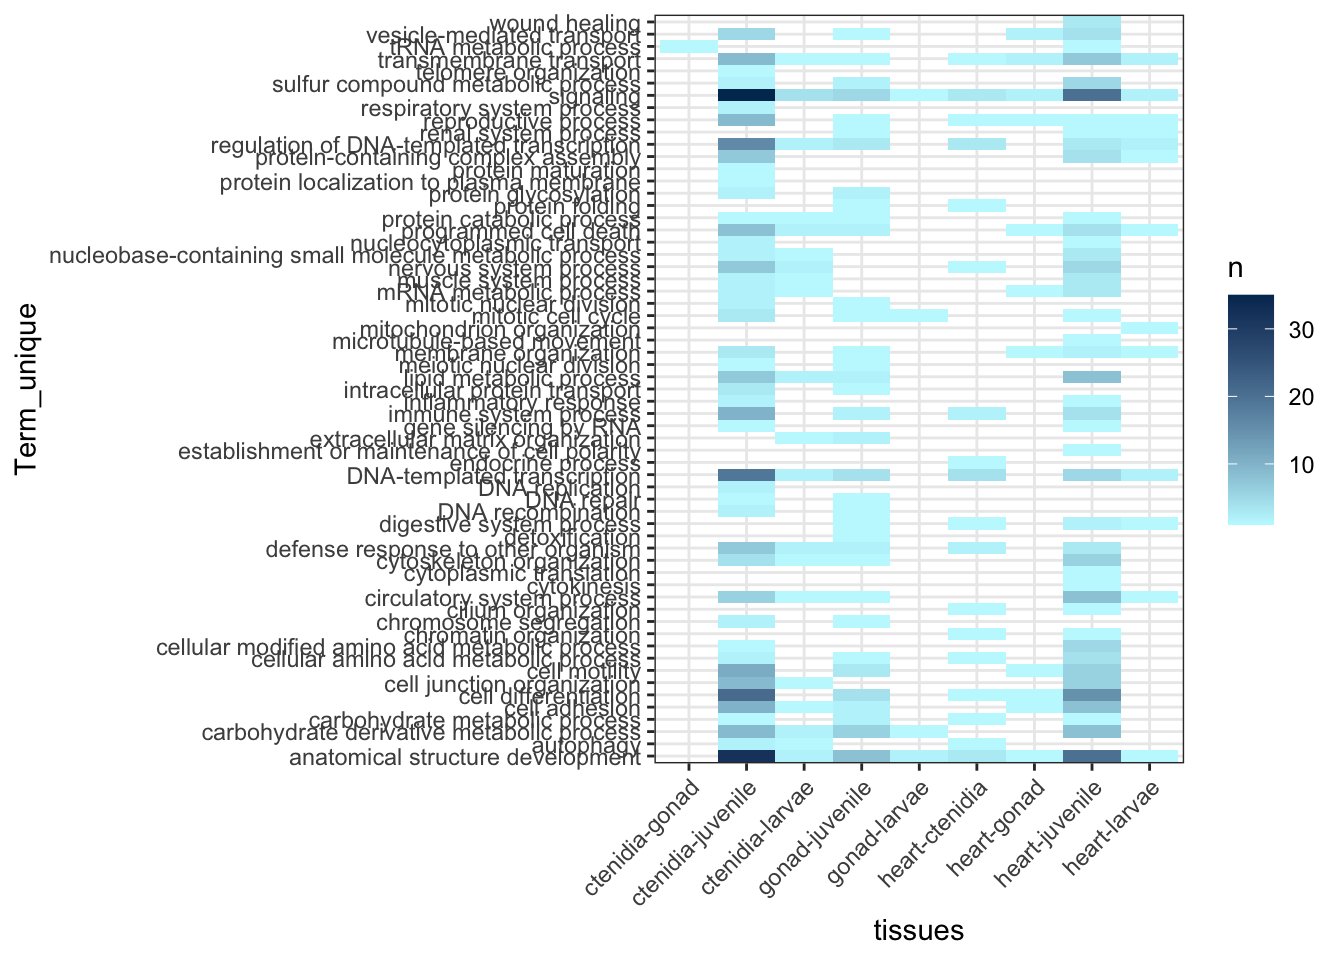 wound healing
vesicle-mediated transport
tRNA metabolic process
transmembrane transport
telomere organization
sulfur compound metabolic process
signaling
respiratory system process
reproductive process
renal system process
regulation of DNA-templated transcription
protein-containing complex assembly
protein maturation
protein localization to plasma membrane
protein glycosylation
protein folding
protein catabolic process
programmed cell death
nucleocytoplasmic transport
nucleobase-containing small molecule metabolic process
nervous system process
muscle system process
mRNA metabolic process
mitotic nuclear division
mitotic cell cycle
mitochondrion organization
microtubule-based movement
membrane organization
meiotic nuclear division
lipid metabolic process
intracellular protein transport
inflammatory response
immune system process
gene silencing by RNA
extracellular matrix organization
establishment or maintenance of cell polarity
endocrine process
DNA-templated transcription
DNA replication
DNA repair
DNA recombination
digestive system process
detoxification
defense response to other organism
cytoskeleton organization
cytoplasmic translation
cytokinesis
circulatory system process
cilium organization
chromosome segregation
chromatin organization
cellular modified amino acid metabolic process
cellular amino acid metabolic process
cell motility
cell junction organization
cell differentiation
cell adhesion
carbohydrate metabolic process
carbohydrate derivative metabolic process
autophagy
anatomical structure development
Term_unique
ctenidia-gonad
ctenidia-juvenile
ctenidia-larvae
gonad-juvenile
gonad-larvae
heart-ctenidia
heart-gonad
heart-juvenile
heart-larvae
tissues
n
30
20
10